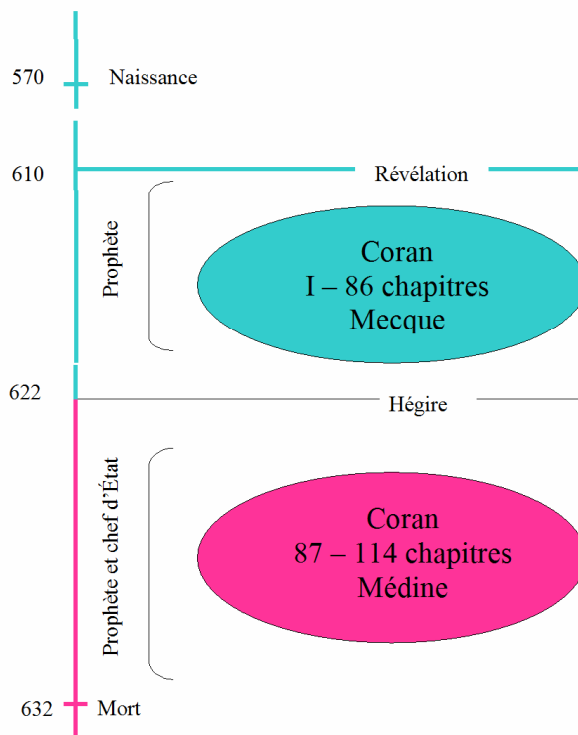 570 Naissance
610 Révélation
Prophète
Coran
I – 86 chapitres
Mecque
622 Hégire
Prophète et chef d'État
Coran
87 – 114 chapitres
Médine
632 Mort